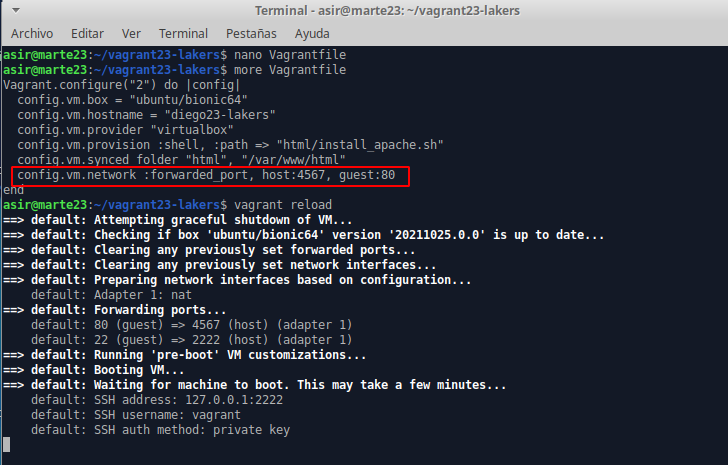 Terminal - asir@marte23: ~/vagrant23-lakers
Archivo Editar Ver Terminal Pestañas Ayuda
asir@marte23:~/vagrant23-lakers$ nano Vagrantfile
asir@marte23:~/vagrant23-lakers$ more Vagrantfile
Vagrant.configure("2") do |config|
  config.vm.box = "ubuntu/bionic64"
  config.vm.hostname = "diego23-lakers"
  config.vm.provider "virtualbox"
  config.vm.provision :shell, :path => "html/install_apache.sh"
  config.vm.synced_folder "html", "/var/www/html"
  config.vm.network :forwarded_port, host:4567, guest:80
end
asir@marte23:~/vagrant23-lakers$ vagrant reload
==> default: Attempting graceful shutdown of VM...
==> default: Checking if box 'ubuntu/bionic64' version '20211025.0.0' is up to date...
==> default: Clearing any previously set forwarded ports...
==> default: Clearing any previously set network interfaces...
==> default: Preparing network interfaces based on configuration...
    default: Adapter 1: nat
==> default: Forwarding ports...
    default: 80 (guest) => 4567 (host) (adapter 1)
    default: 22 (guest) => 2222 (host) (adapter 1)
==> default: Running 'pre-boot' VM customizations...
==> default: Booting VM...
==> default: Waiting for machine to boot. This may take a few minutes...
    default: SSH address: 127.0.0.1:2222
    default: SSH username: vagrant
    default: SSH auth method: private key